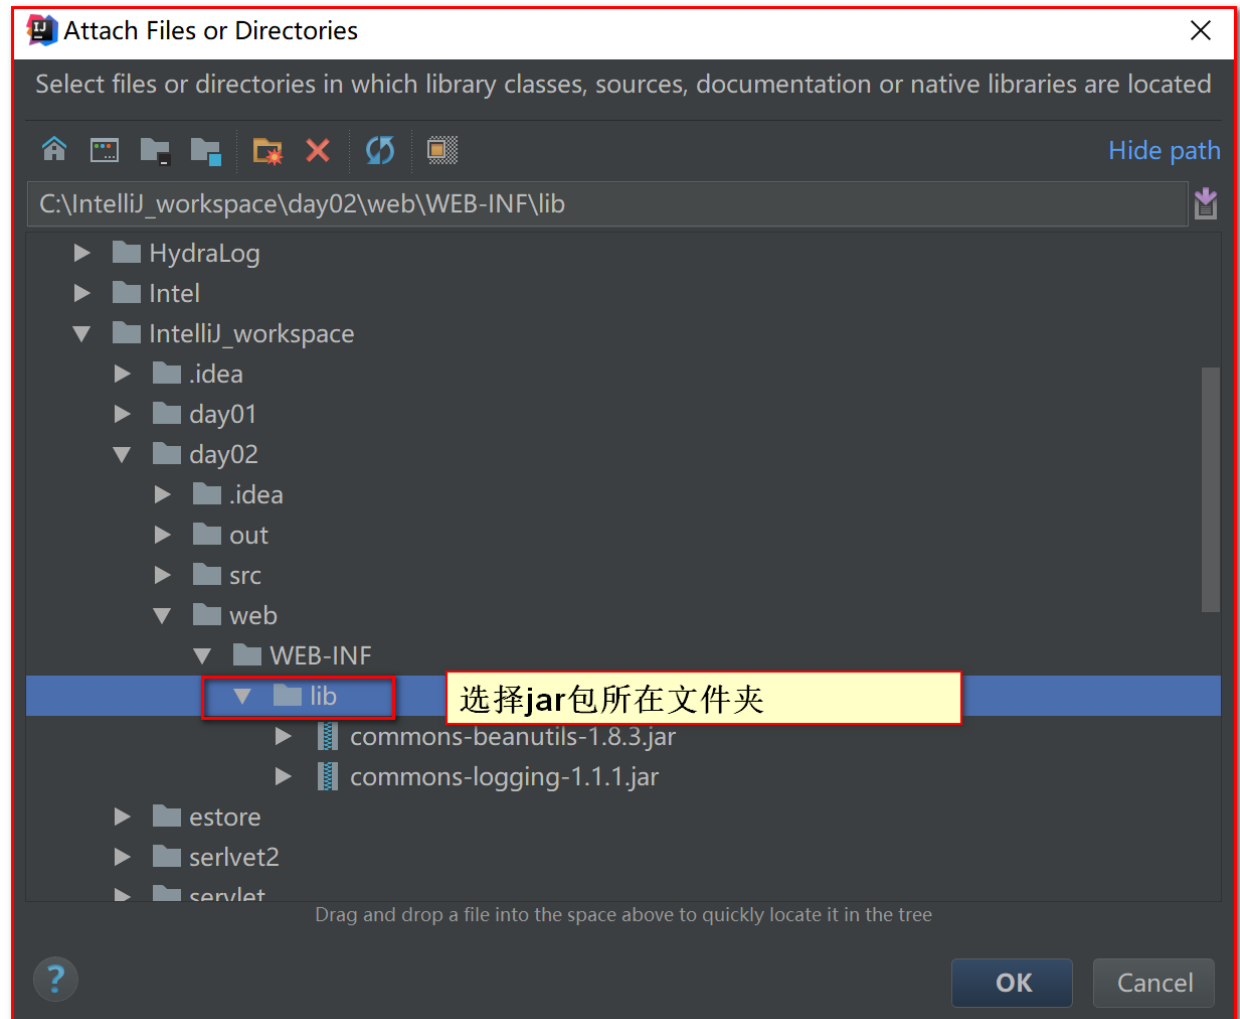 Attach Files or Directories
Select files or directories in which library classes, sources, documentation or native libraries are located
Hide path
C:\IntelliJ_workspace\day02\web\WEB-INF\lib
HydraLog
Intel
IntelliJ_workspace
.idea
day01
day02
.idea
out
src
web
WEB-INF
lib
选择jar包所在文件夹
commons-beanutils-1.8.3.jar
commons-logging-1.1.1.jar
estore
serlvet2
servlet
Drag and drop a file into the space above to quickly locate it in the tree
?
OK
Cancel